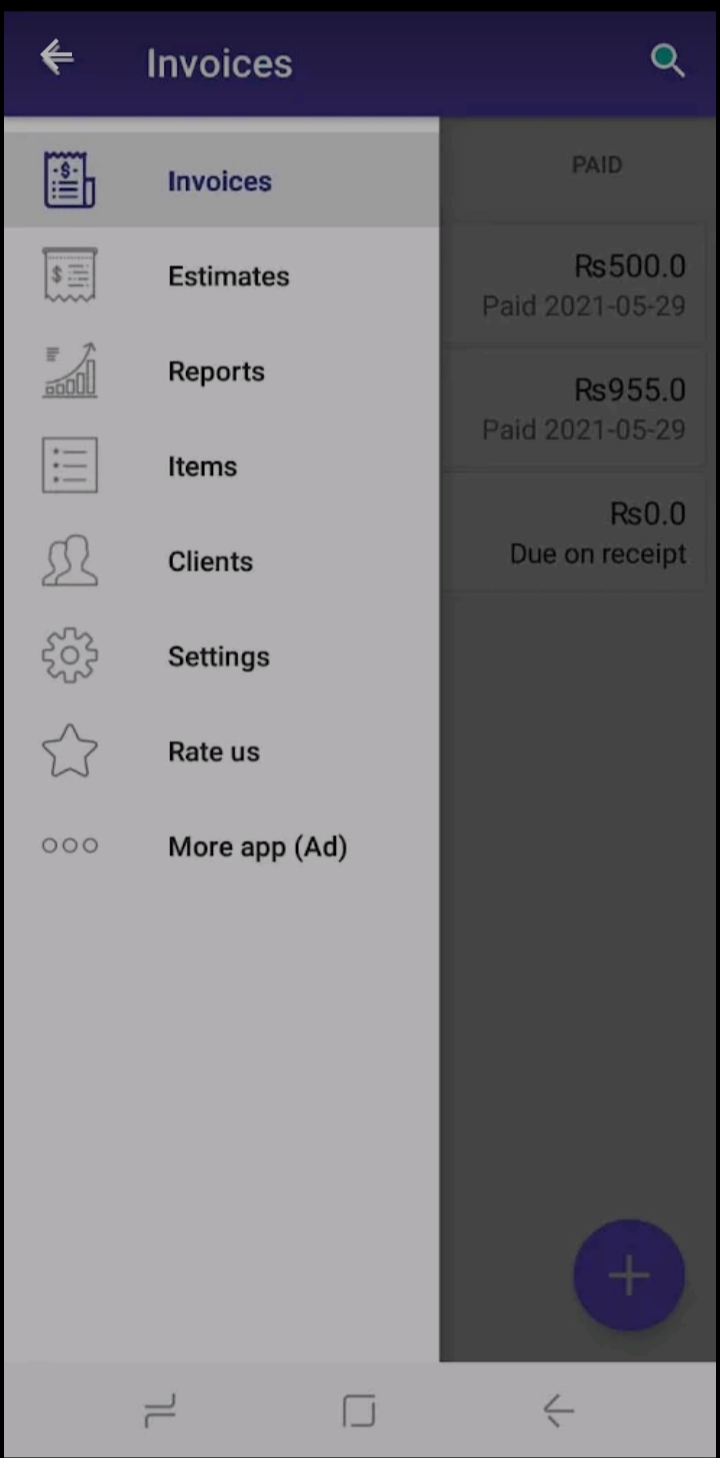 Invoices
Invoices
PAID
Estimates
Rs500.0
Paid 2021-05-29
Reports
Rs955.0
Paid 2021-05-29
Items
Rs0.0
Due on receipt
Clients
Settings
Rate us
More app (Ad)